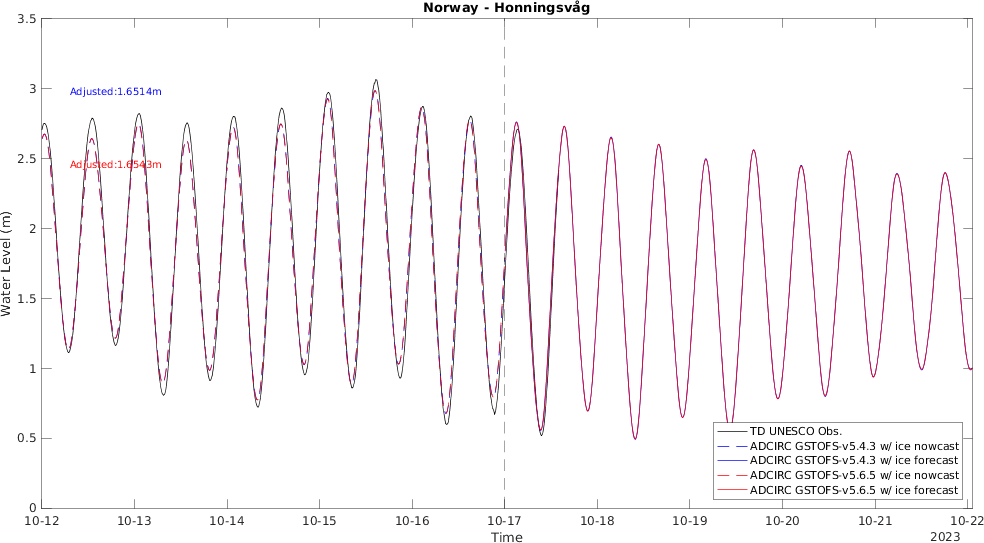 Norway - Honningsvåg
3.5
3
2.5
2
1.5
1
0.5
0
Water Level (m)
Adjusted:1.6514m
Adjusted:1.6543m
TD UNESCO Obs.
ADCIRC GSTOFS-v5.4.3 w/ ice nowcast
ADCIRC GSTOFS-v5.4.3 w/ ice forecast
ADCIRC GSTOFS-v5.6.5 w/ ice nowcast
ADCIRC GSTOFS-v5.6.5 w/ ice forecast
10-12 10-13 10-14 10-15 10-16 10-17 10-18 10-19 10-20 10-21 10-22
Time
2023